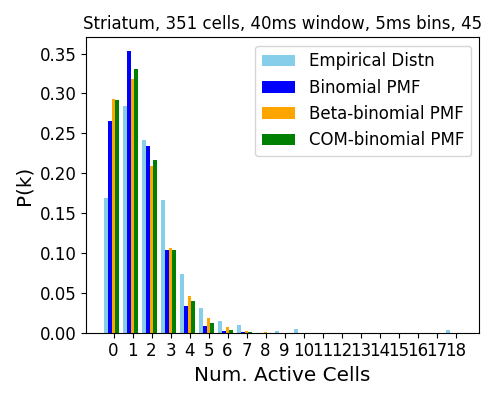 Striatum, 351 cells, 40ms window, 5ms bins, 45
Empirical Distn
Binomial PMF
Beta-binomial PMF
COM-binomial PMF
P(k)
0.35
0.30
0.25
0.20
0.15
0.10
0.05
0.00
0 1 2 3 4 5 6 7 8 9 10 11 12 13 14 15 16 17 18
Num. Active Cells